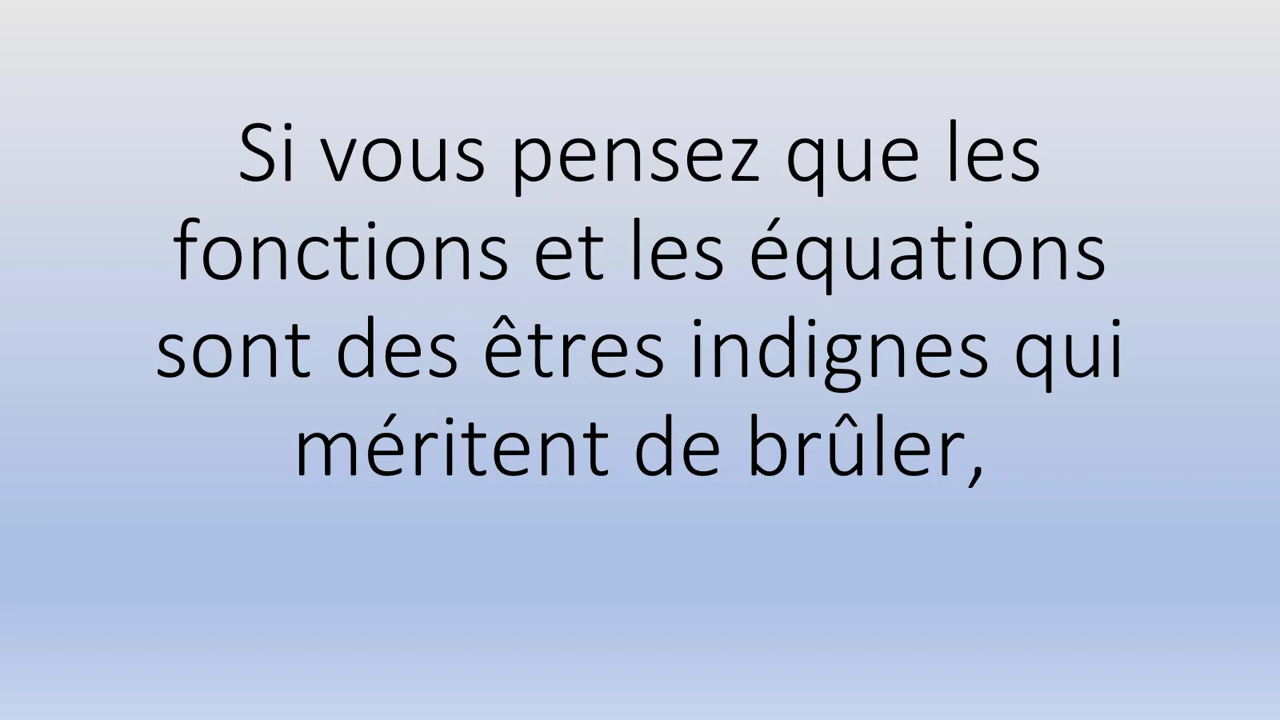 Si vous pensez que les
fonctions et les équations
sont des êtres indignes qui
méritent de brûler,